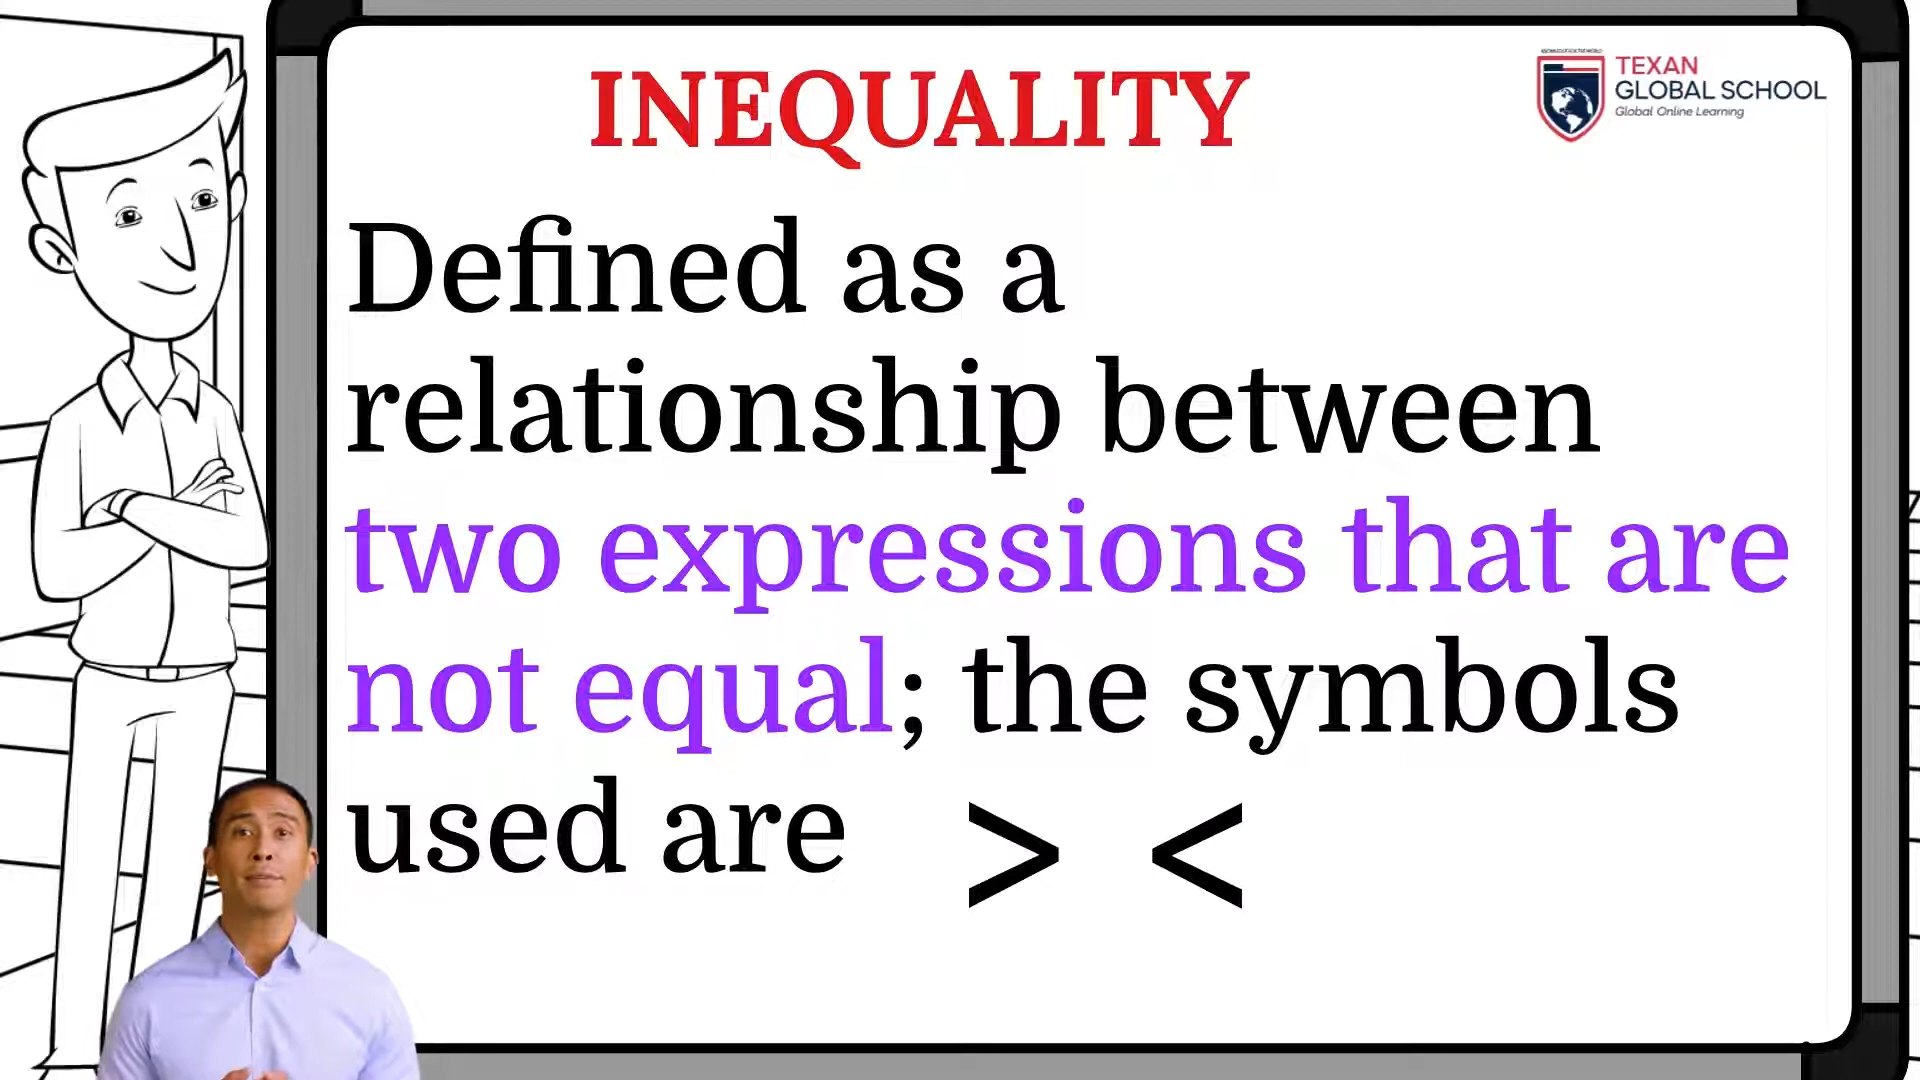 INEQUALITY
TEXAN
GLOBAL SCHOOL
Global Online Learning
Defined as a
relationship between
two expressions that are
not equal; the symbols
used are > <